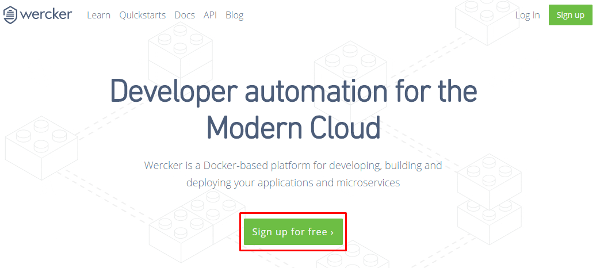 wercker Learn Quickstarts Docs API Blog Log In Sign up
Developer automation for the
Modern Cloud
Wercker is a Docker-based platform for developing, building and
deploying your applications and microservices
Sign up for free ›